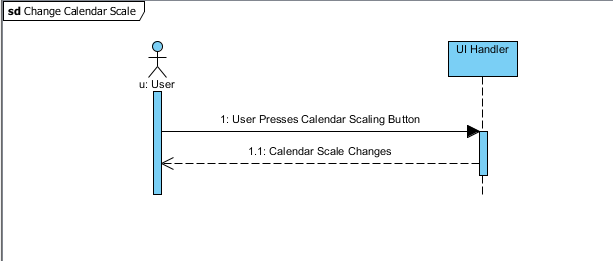 sd Change Calendar Scale
UI Handler
u: User
1: User Presses Calendar Scaling Button
1.1: Calendar Scale Changes